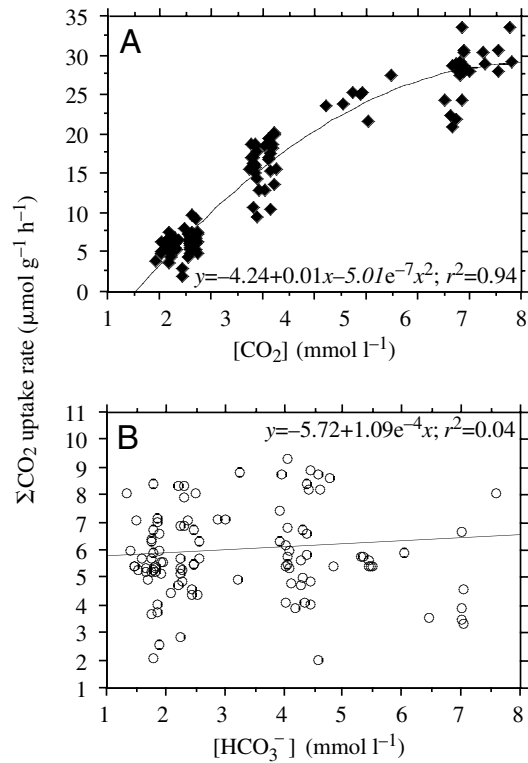 A
35
30
25
20
15
10
5
0
y=–4.24+0.01x–5.01e⁻⁷x²; r²=0.94
1 2 3 4 5 6 7 8
[CO₂] (mmol l⁻¹)
ΣCO₂ uptake rate (μmol g⁻¹ h⁻¹)
B
11
10
9
8
7
6
5
4
3
2
1
y=–5.72+1.09e⁻⁴x; r²=0.04
1 2 3 4 5 6 7 8
[HCO₃⁻] (mmol l⁻¹)